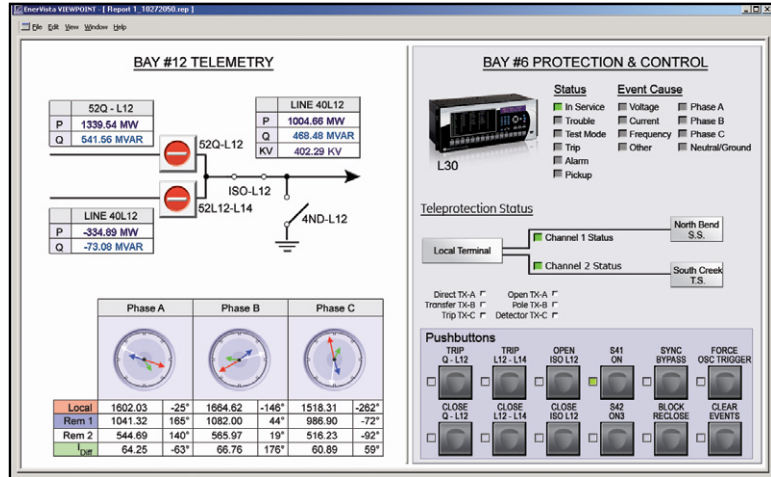 EnerVista VIEWPOINT - [ Report 1_10272050.rep ]
File Edit View Window Help
BAY #12 TELEMETRY
52Q - L12
P 1339.54 MW
Q 541.56 MVAR
LINE 40L12
P 1004.66 MW
Q 468.48 MVAR
KV 402.29 KV
52Q-L12
ISO-L12
52L12-L14
4ND-L12
LINE 40L12
P -334.89 MW
Q -73.08 MVAR
Phase A Phase B Phase C
Local 1602.03 -25° 1664.62 -146° 1518.31 -262°
Rem 1 1041.32 165° 1082.00 44° 986.90 -72°
Rem 2 544.69 140° 565.97 19° 516.23 -92°
IDiff 64.25 -63° 66.76 176° 60.89 59°
BAY #6 PROTECTION & CONTROL
L30
Status
In Service
Trouble
Test Mode
Trip
Alarm
Pickup
Event Cause
Voltage Phase A
Current Phase B
Frequency Phase C
Other Neutral/Ground
Teleprotection Status
Local Terminal
Channel 1 Status
North Bend
S.S.
Channel 2 Status
South Creek
T.S.
Direct TX-A Open TX-A
Transfer TX-B Pole TX-B
Trip TX-C Detector TX-C
Pushbuttons
TRIP
Q - L12
TRIP
L12 - L14
OPEN
ISO L12
S41
ON
SYNC
BYPASS
FORCE
OSC TRIGGER
CLOSE
Q - L12
CLOSE
L12 - L14
CLOSE
ISO L12
S42
ON3
BLOCK
RECLOSE
CLEAR
EVENTS